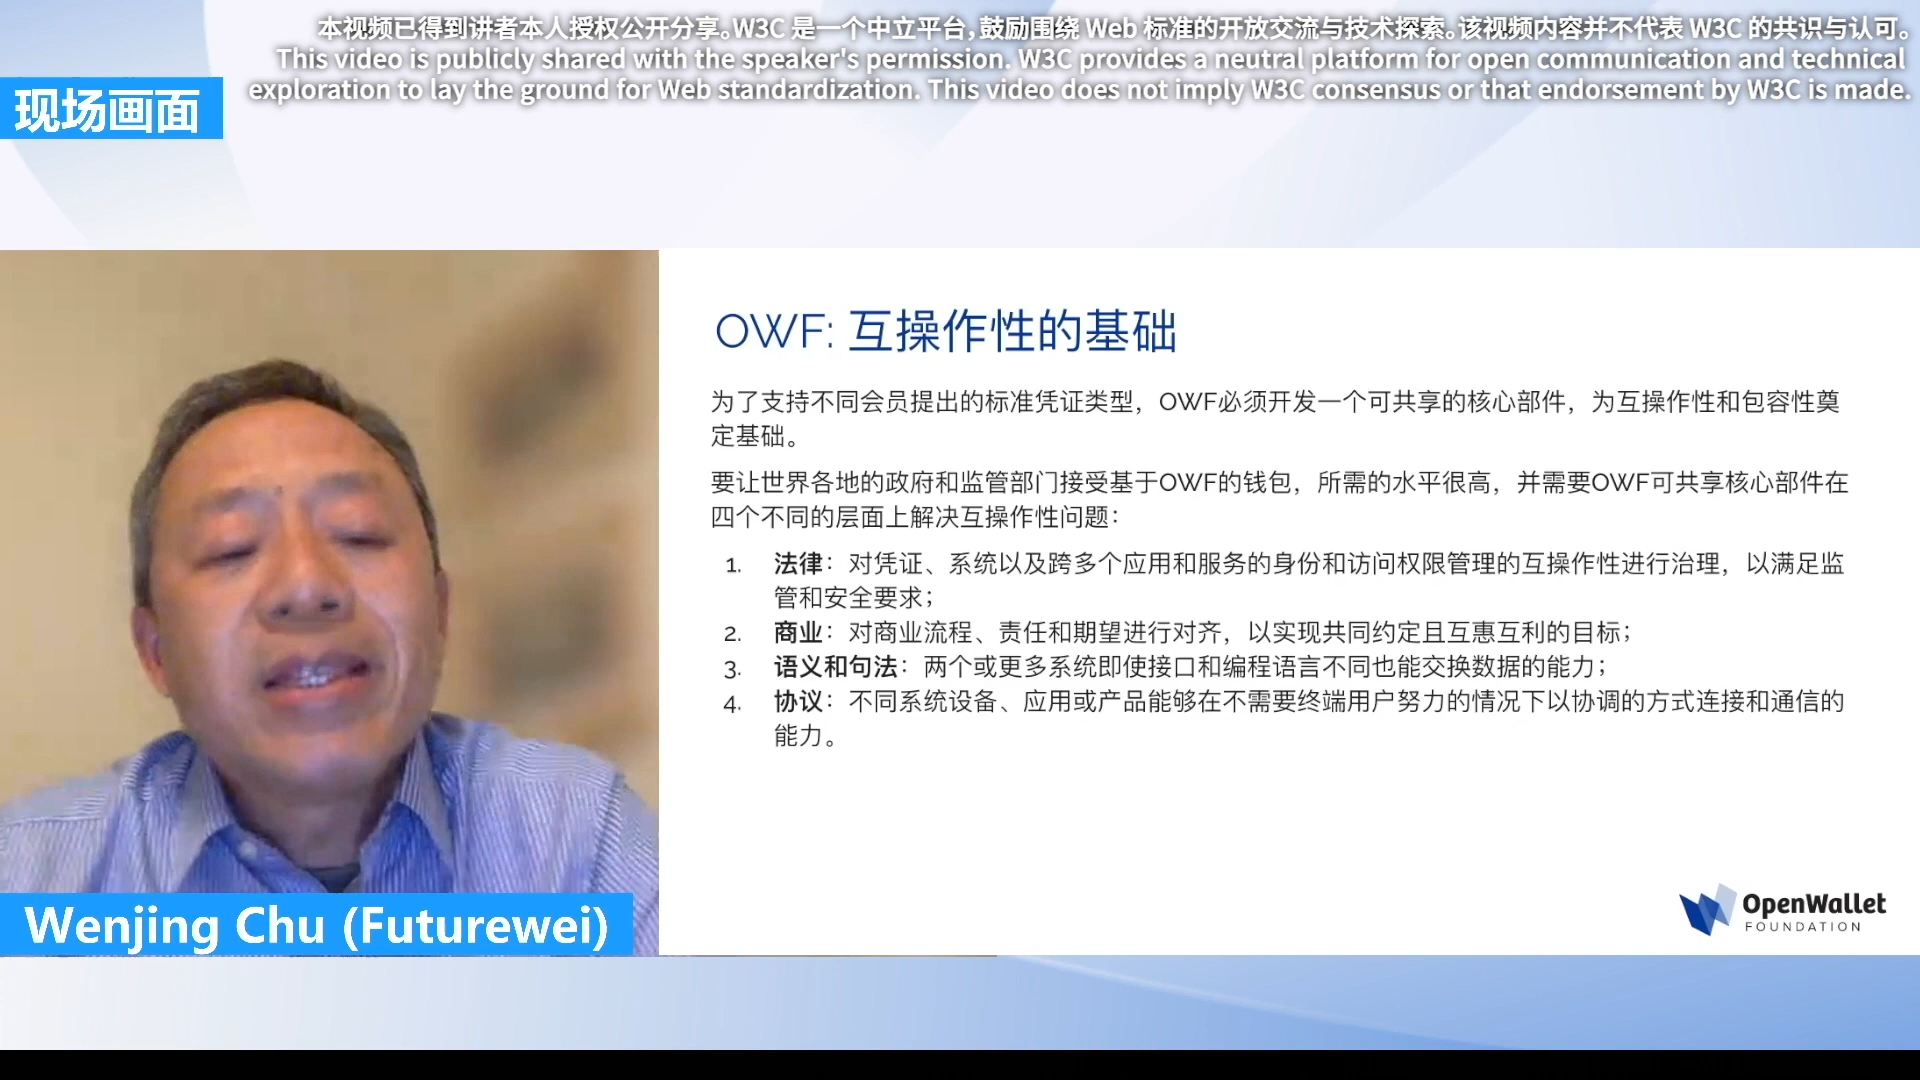 本视频已得到讲者本人授权公开分享。W3C 是一个中立平台，鼓励围绕 Web 标准的开放交流与技术探索。该视频内容并不代表 W3C 的共识与认可。
This video is publicly shared with the speaker's permission. W3C provides a neutral platform for open communication and technical
exploration to lay the ground for Web standardization. This video does not imply W3C consensus or that endorsement by W3C is made.
现场画面
OWF: 互操作性的基础
为了支持不同会员提出的标准凭证类型，OWF必须开发一个可共享的核心部件，为互操作性和包容性奠
定基础。
要让世界各地的政府和监管部门接受基于OWF的钱包，所需的水平很高，并需要OWF可共享核心部件在
四个不同的层面上解决互操作性问题：
1. 法律：对凭证、系统以及跨多个应用和服务的身份和访问权限管理的互操作性进行治理，以满足监
管和安全要求；
2. 商业：对商业流程、责任和期望进行对齐，以实现共同约定且互惠互利的目标；
3. 语义和句法：两个或更多系统即使接口和编程语言不同也能交换数据的能力；
4. 协议：不同系统设备、应用或产品能够在不需要终端用户努力的情况下以协调的方式连接和通信的
能力。
Wenjing Chu (Futurewei)
OpenWallet
FOUNDATION